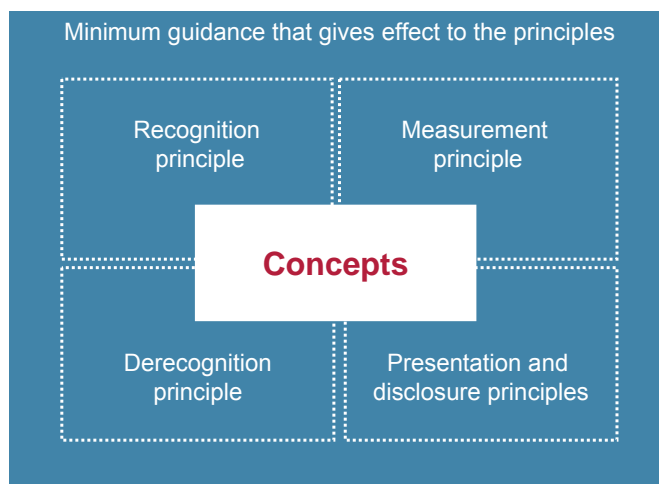 Minimum guidance that gives effect to the principles
Recognition
principle
Measurement
principle
Concepts
Derecognition
principle
Presentation and
disclosure principles